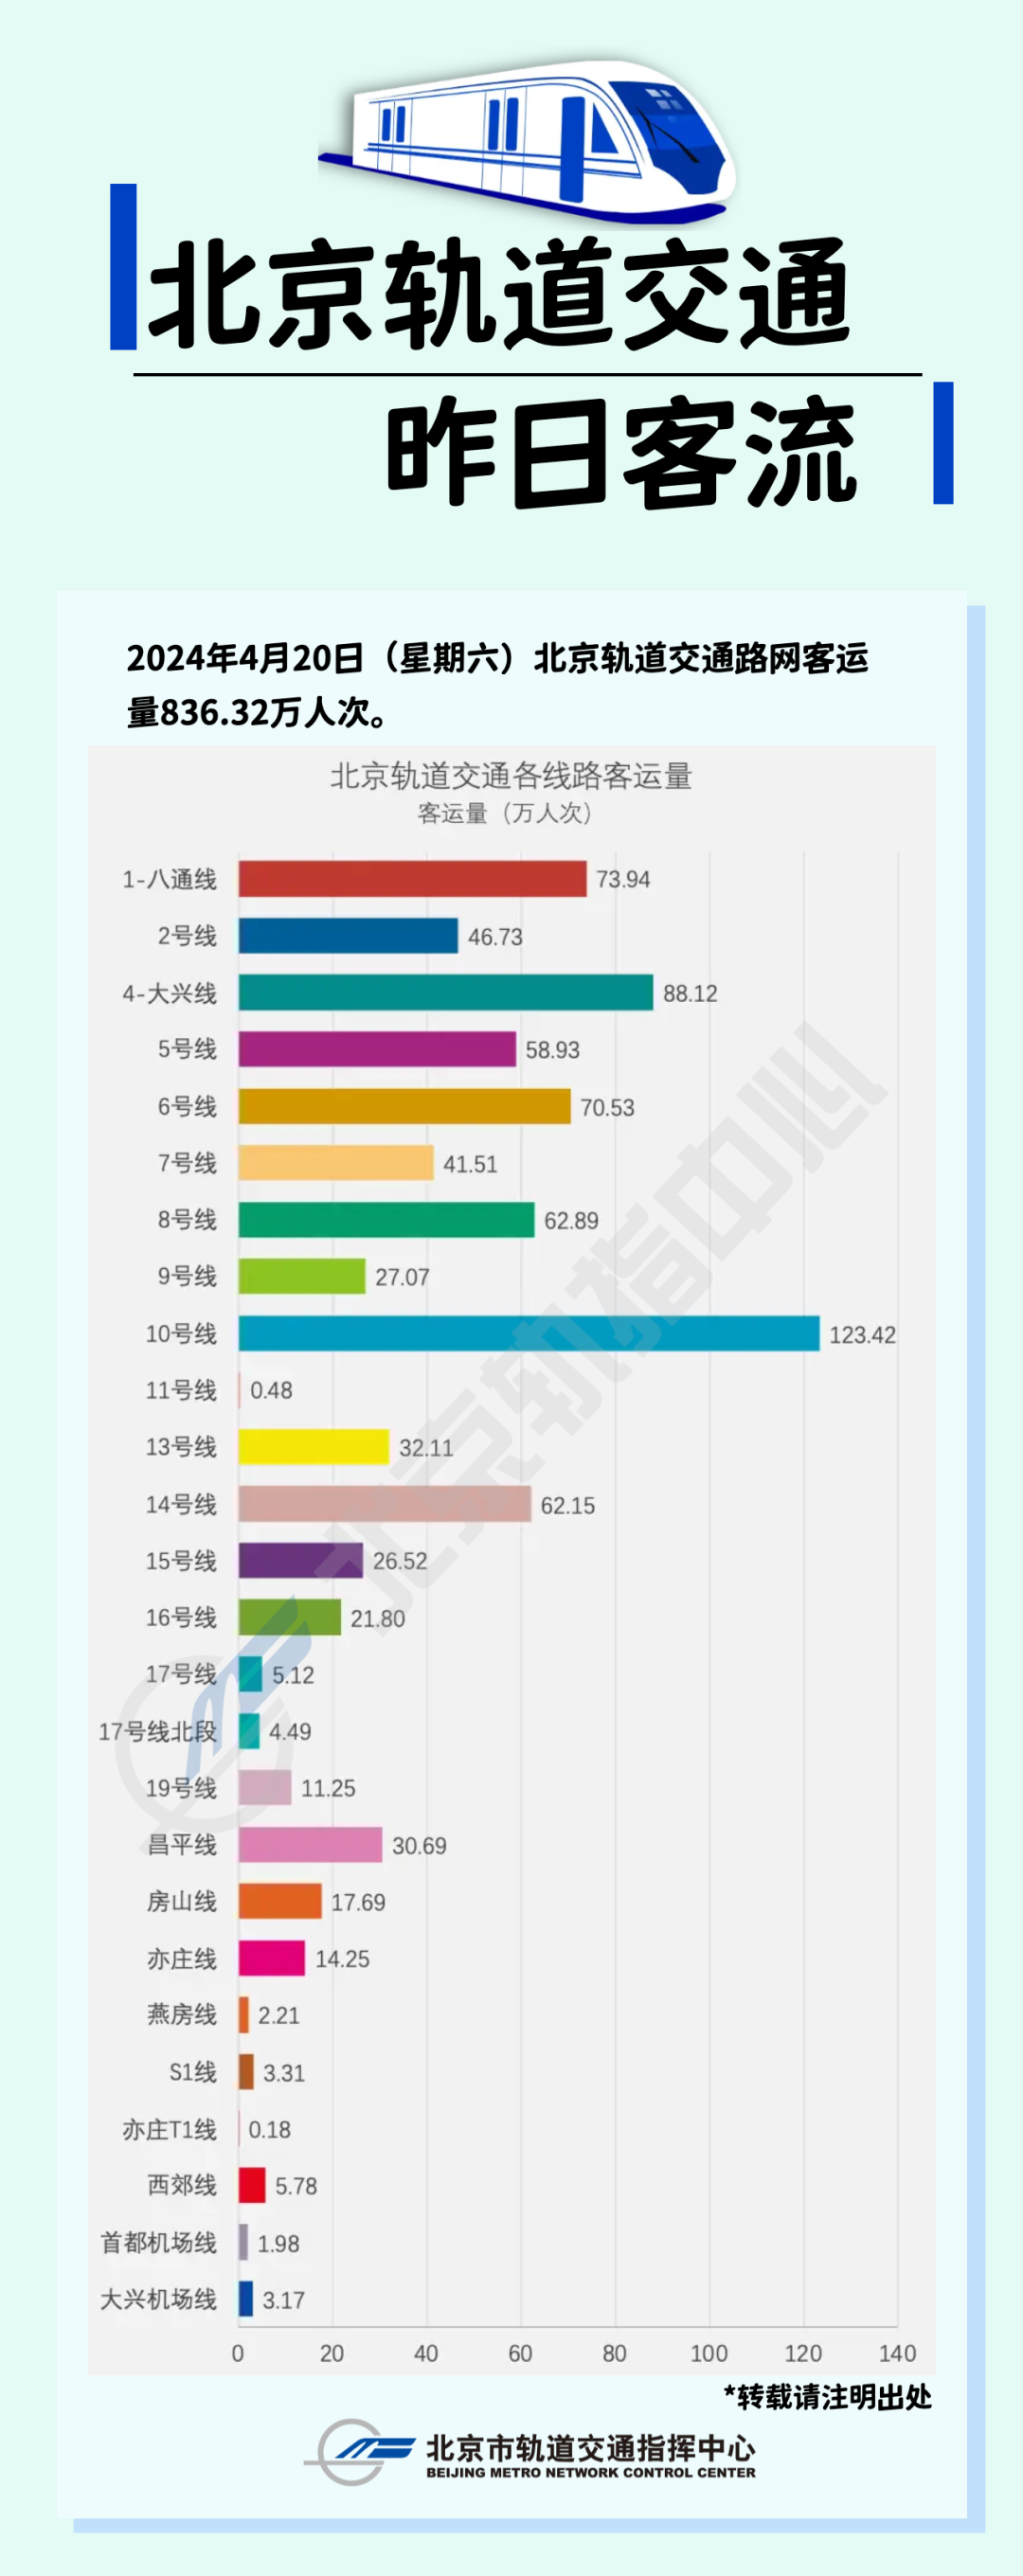 北京轨道交通
昨日客流
2024年4月20日（星期六）北京轨道交通路网客运
量836.32万人次。
北京轨道交通各线路客运量
客运量（万人次）
1-八通线 73.94
2号线 46.73
4-大兴线 88.12
5号线 58.93
6号线 70.53
7号线 41.51
8号线 62.89
9号线 27.07
10号线 123.42
11号线 0.48
13号线 32.11
14号线 62.15
15号线 26.52
16号线 21.80
17号线 5.12
17号线北段 4.49
19号线 11.25
昌平线 30.69
房山线 17.69
亦庄线 14.25
燕房线 2.21
S1线 3.31
亦庄T1线 0.18
西郊线 5.78
首都机场线 1.98
大兴机场线 3.17
0 20 40 60 80 100 120 140
北京轨指中心
*转载请注明出处
北京市轨道交通指挥中心
BEIJING METRO NETWORK CONTROL CENTER